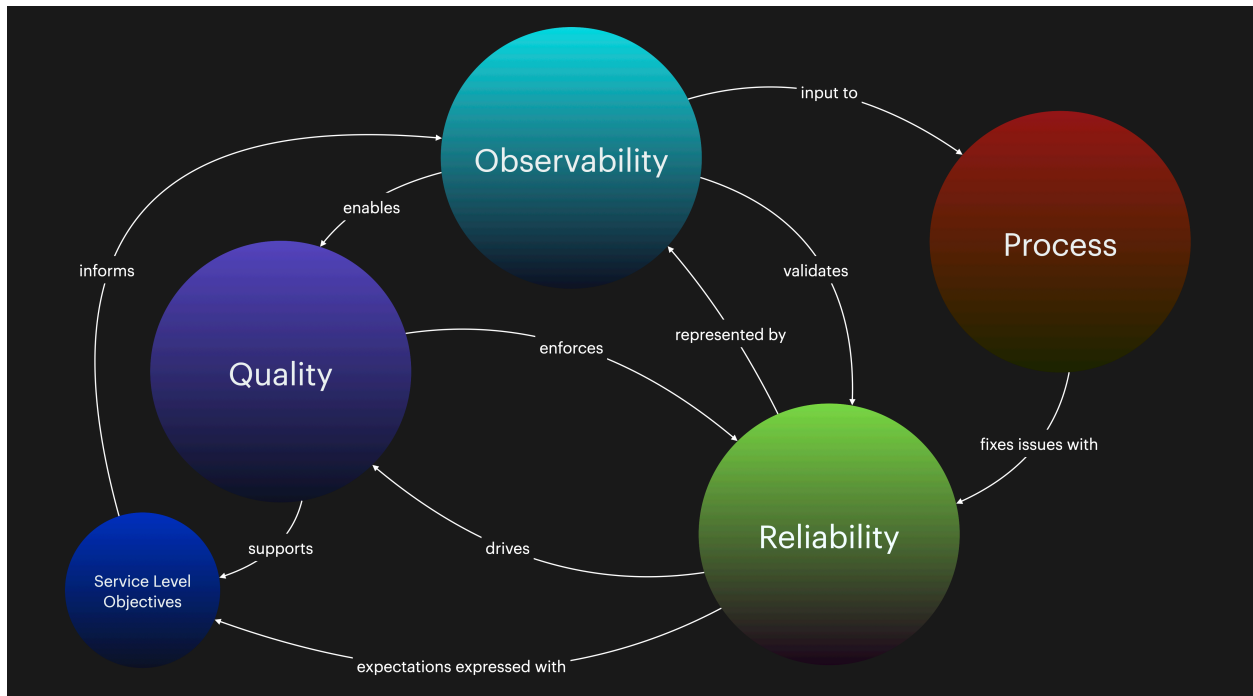 input to
Observability
enables
Process
informs
validates
represented by
enforces
Quality
fixes issues with
Reliability
supports
drives
Service Level
Objectives
expectations expressed with